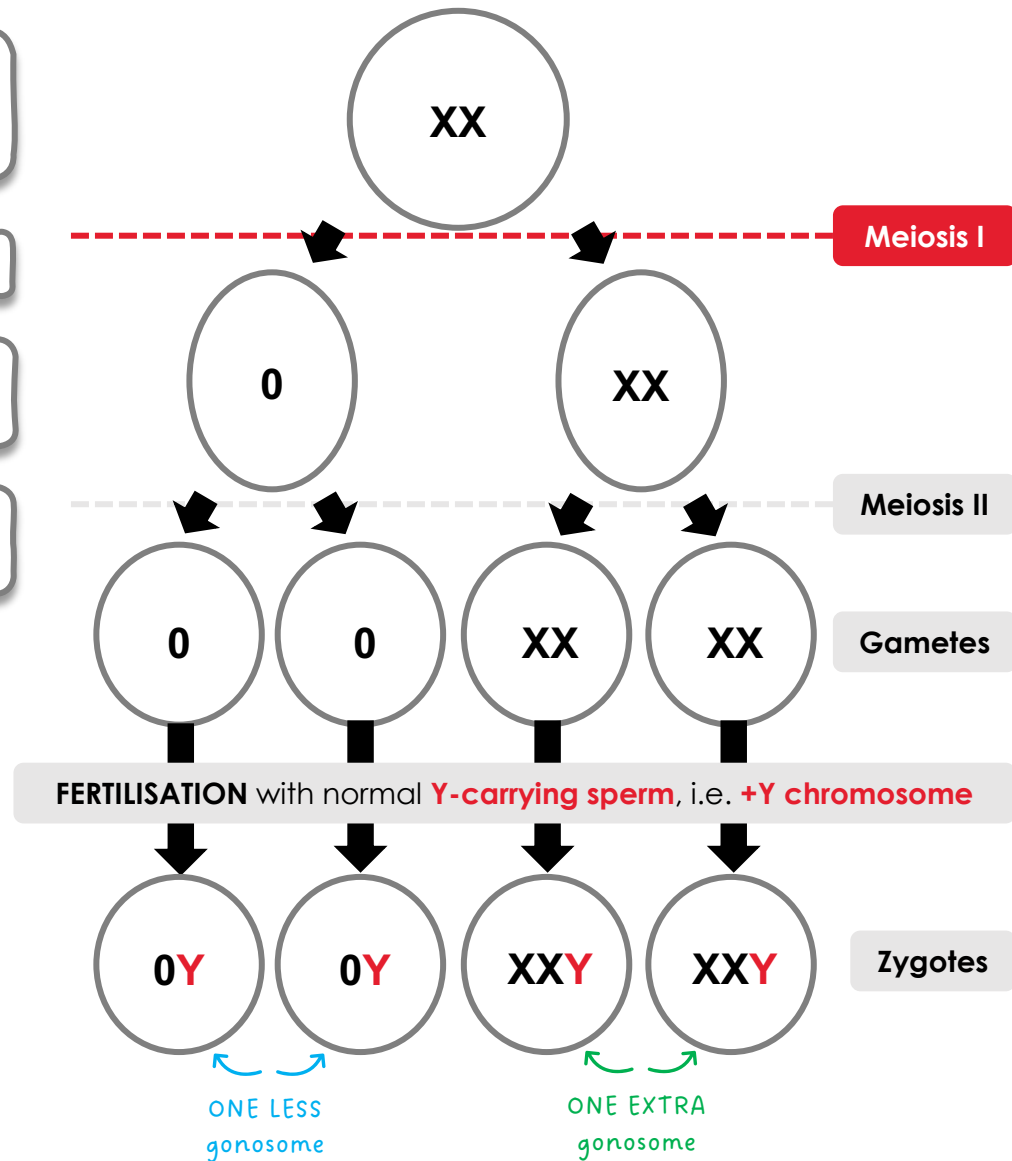 XX
Meiosis I
0
XX
Meiosis II
0
0
XX
XX
Gametes
FERTILISATION with normal Y-carrying sperm, i.e. +Y chromosome
0Y
0Y
XXY
XXY
Zygotes
ONE LESS
gonosome
ONE EXTRA
gonosome